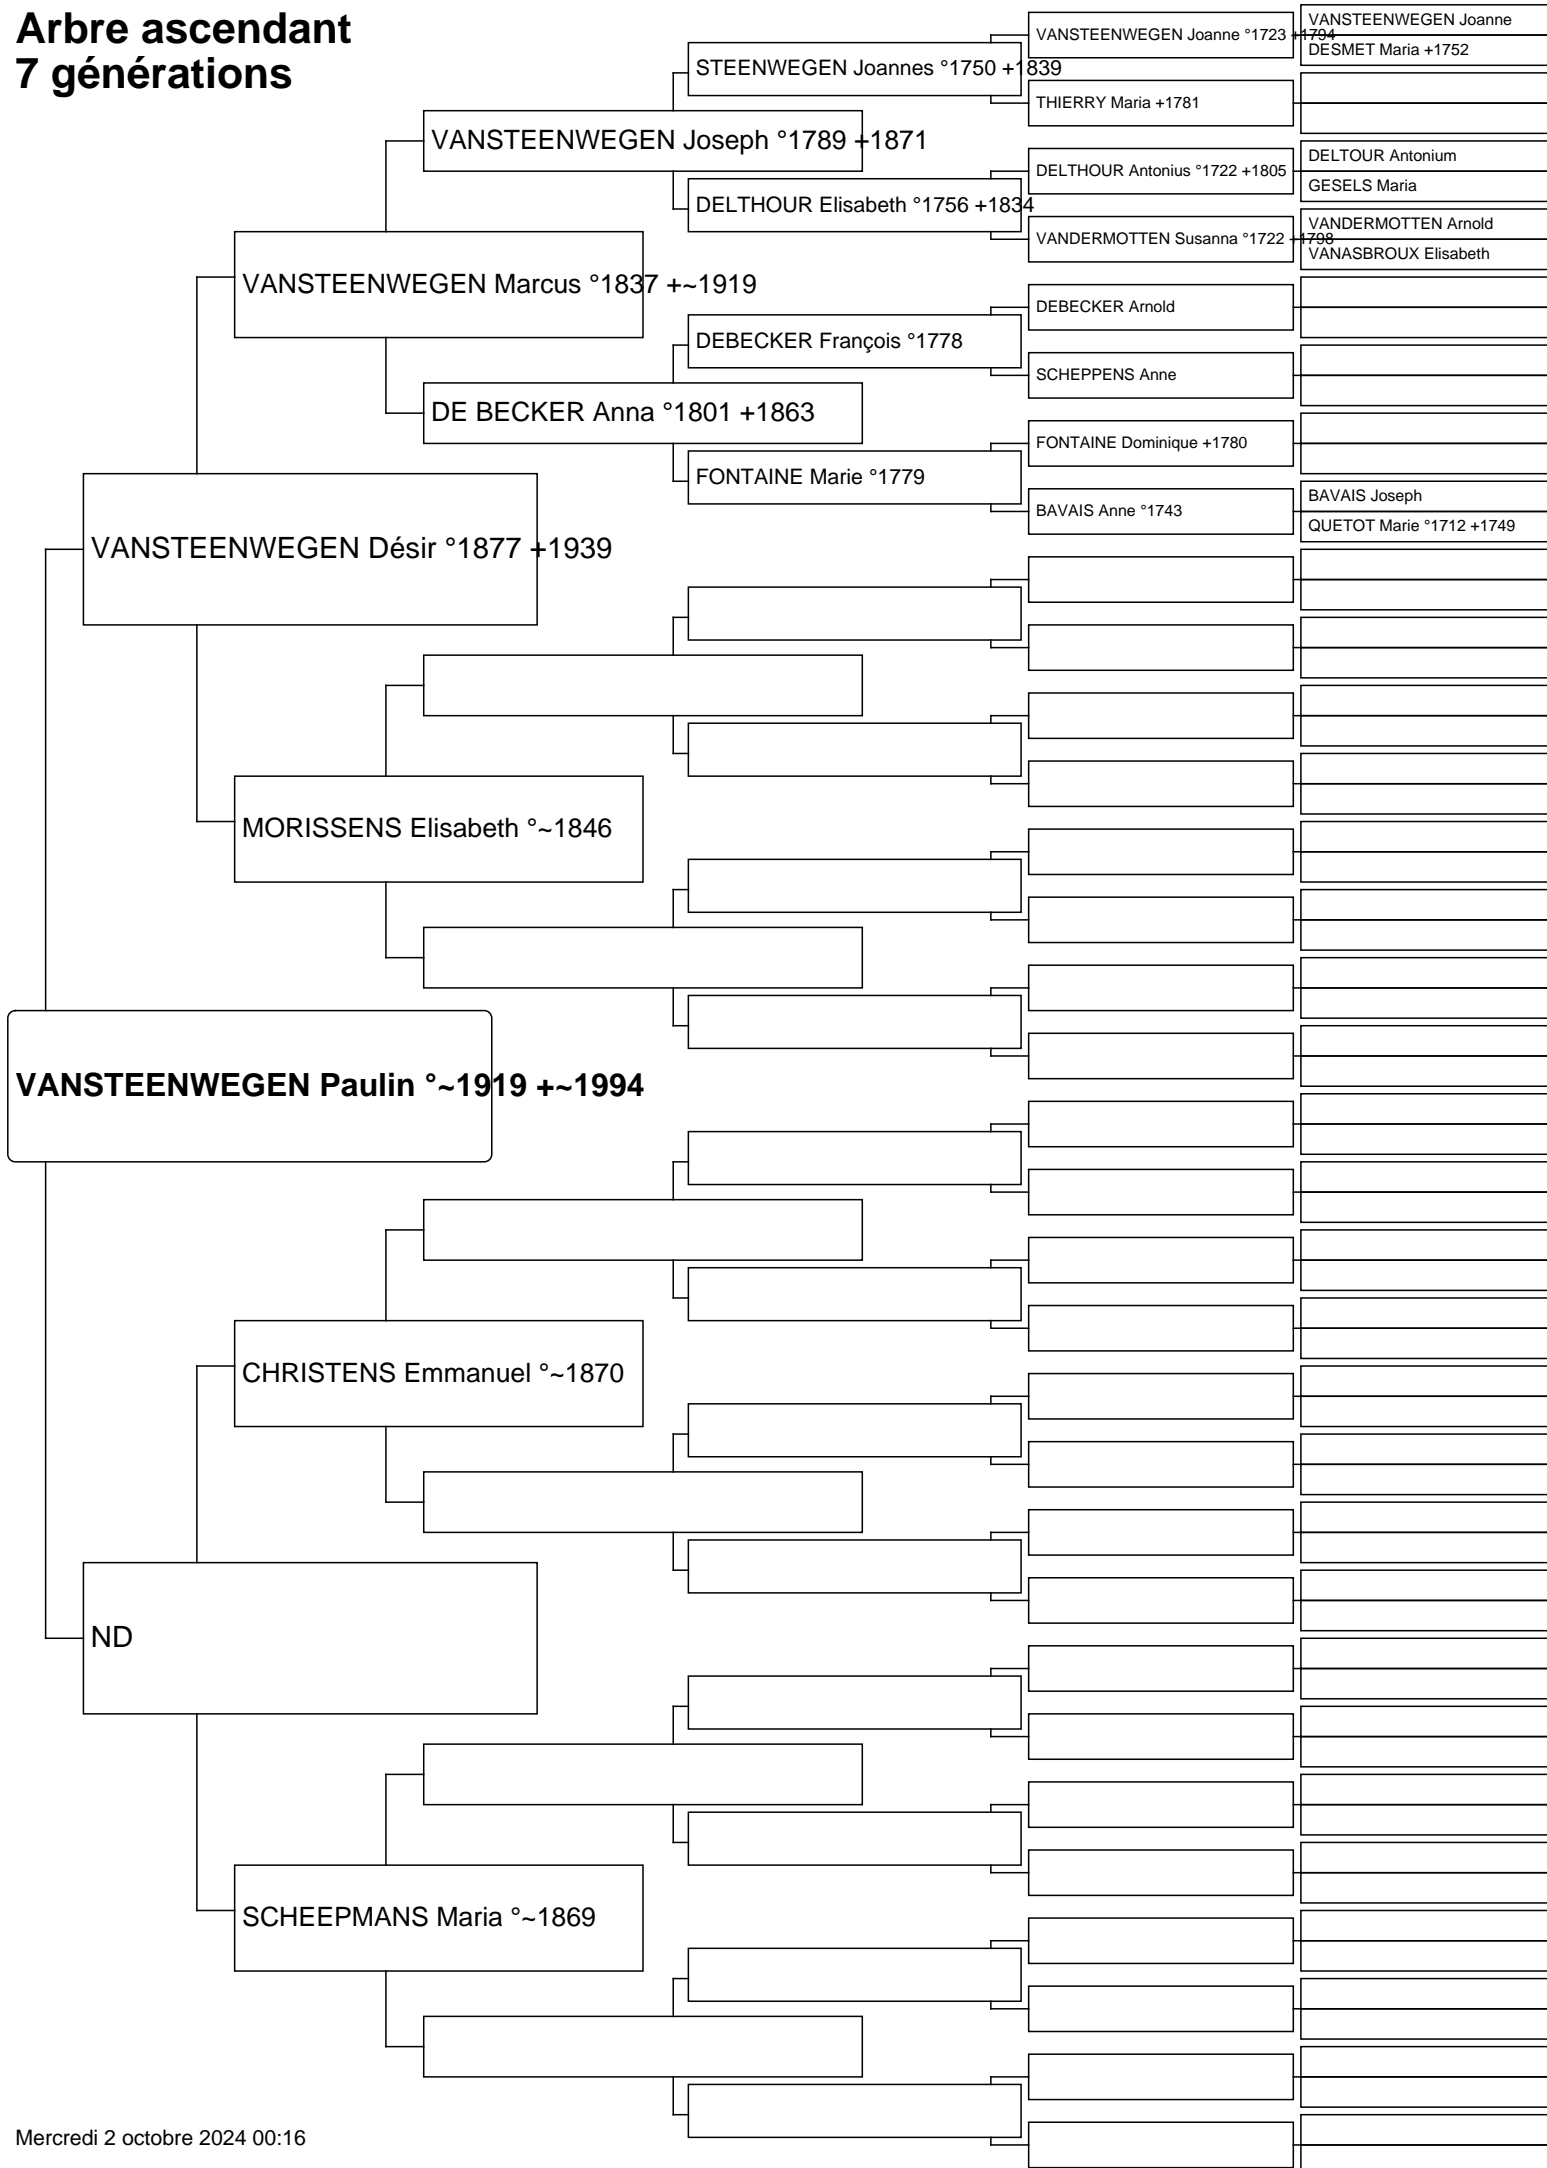 Arbre ascendant
7 générations
VANSTEENWEGEN Joanne
VANSTEENWEGEN Joanne °1723 +1794
DESMET Maria +1752
STEENWEGEN Joannes °1750 +1839
THIERRY Maria +1781
VANSTEENWEGEN Joseph °1789 +1871
DELTOUR Antonium
DELTHOUR Antonius °1722 +1805
GESELS Maria
DELTHOUR Elisabeth °1756 +1834
VANDERMOTTEN Arnold
VANDERMOTTEN Susanna °1722 +1798
VANASBROUX Elisabeth
VANSTEENWEGEN Marcus °1837 +~1919
DEBECKER Arnold
DEBECKER François °1778
SCHEPPENS Anne
DE BECKER Anna °1801 +1863
FONTAINE Dominique +1780
FONTAINE Marie °1779
BAVAIS Joseph
BAVAIS Anne °1743
QUETOT Marie °1712 +1749
VANSTEENWEGEN Désir °1877 +1939
MORISSENS Elisabeth °~1846
VANSTEENWEGEN Paulin °~1919 +~1994
CHRISTENS Emmanuel °~1870
ND
SCHEEPMANS Maria °~1869
Mercredi 2 octobre 2024 00:16